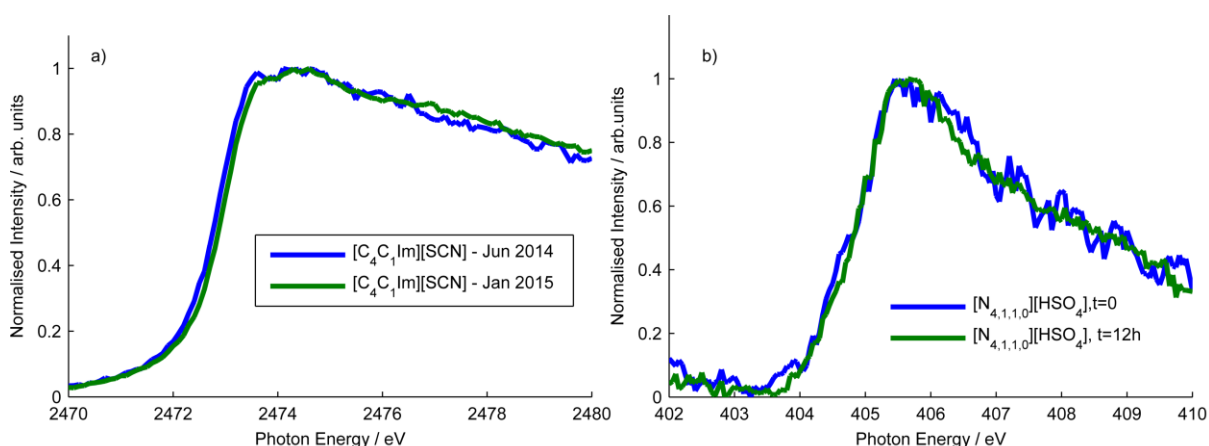 a)
Normalised Intensity / arb. units
1
0.8
0.6
0.4
0.2
0
2470 2472 2474 2476 2478 2480
Photon Energy / eV
[C4C1Im][SCN] - Jun 2014
[C4C1Im][SCN] - Jan 2015
b)
Normalised Intensity / arb.units
1
0.8
0.6
0.4
0.2
0
402 403 404 405 406 407 408 409 410
Photon Energy / eV
[N4,1,1,0][HSO4],t=0
[N4,1,1,0][HSO4], t=12h